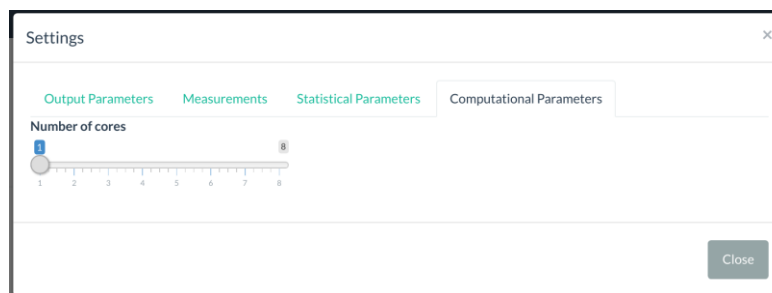 Settings ×
Output Parameters Measurements Statistical Parameters Computational Parameters
Number of cores
1 8
1 2 3 4 5 6 7 8
Close